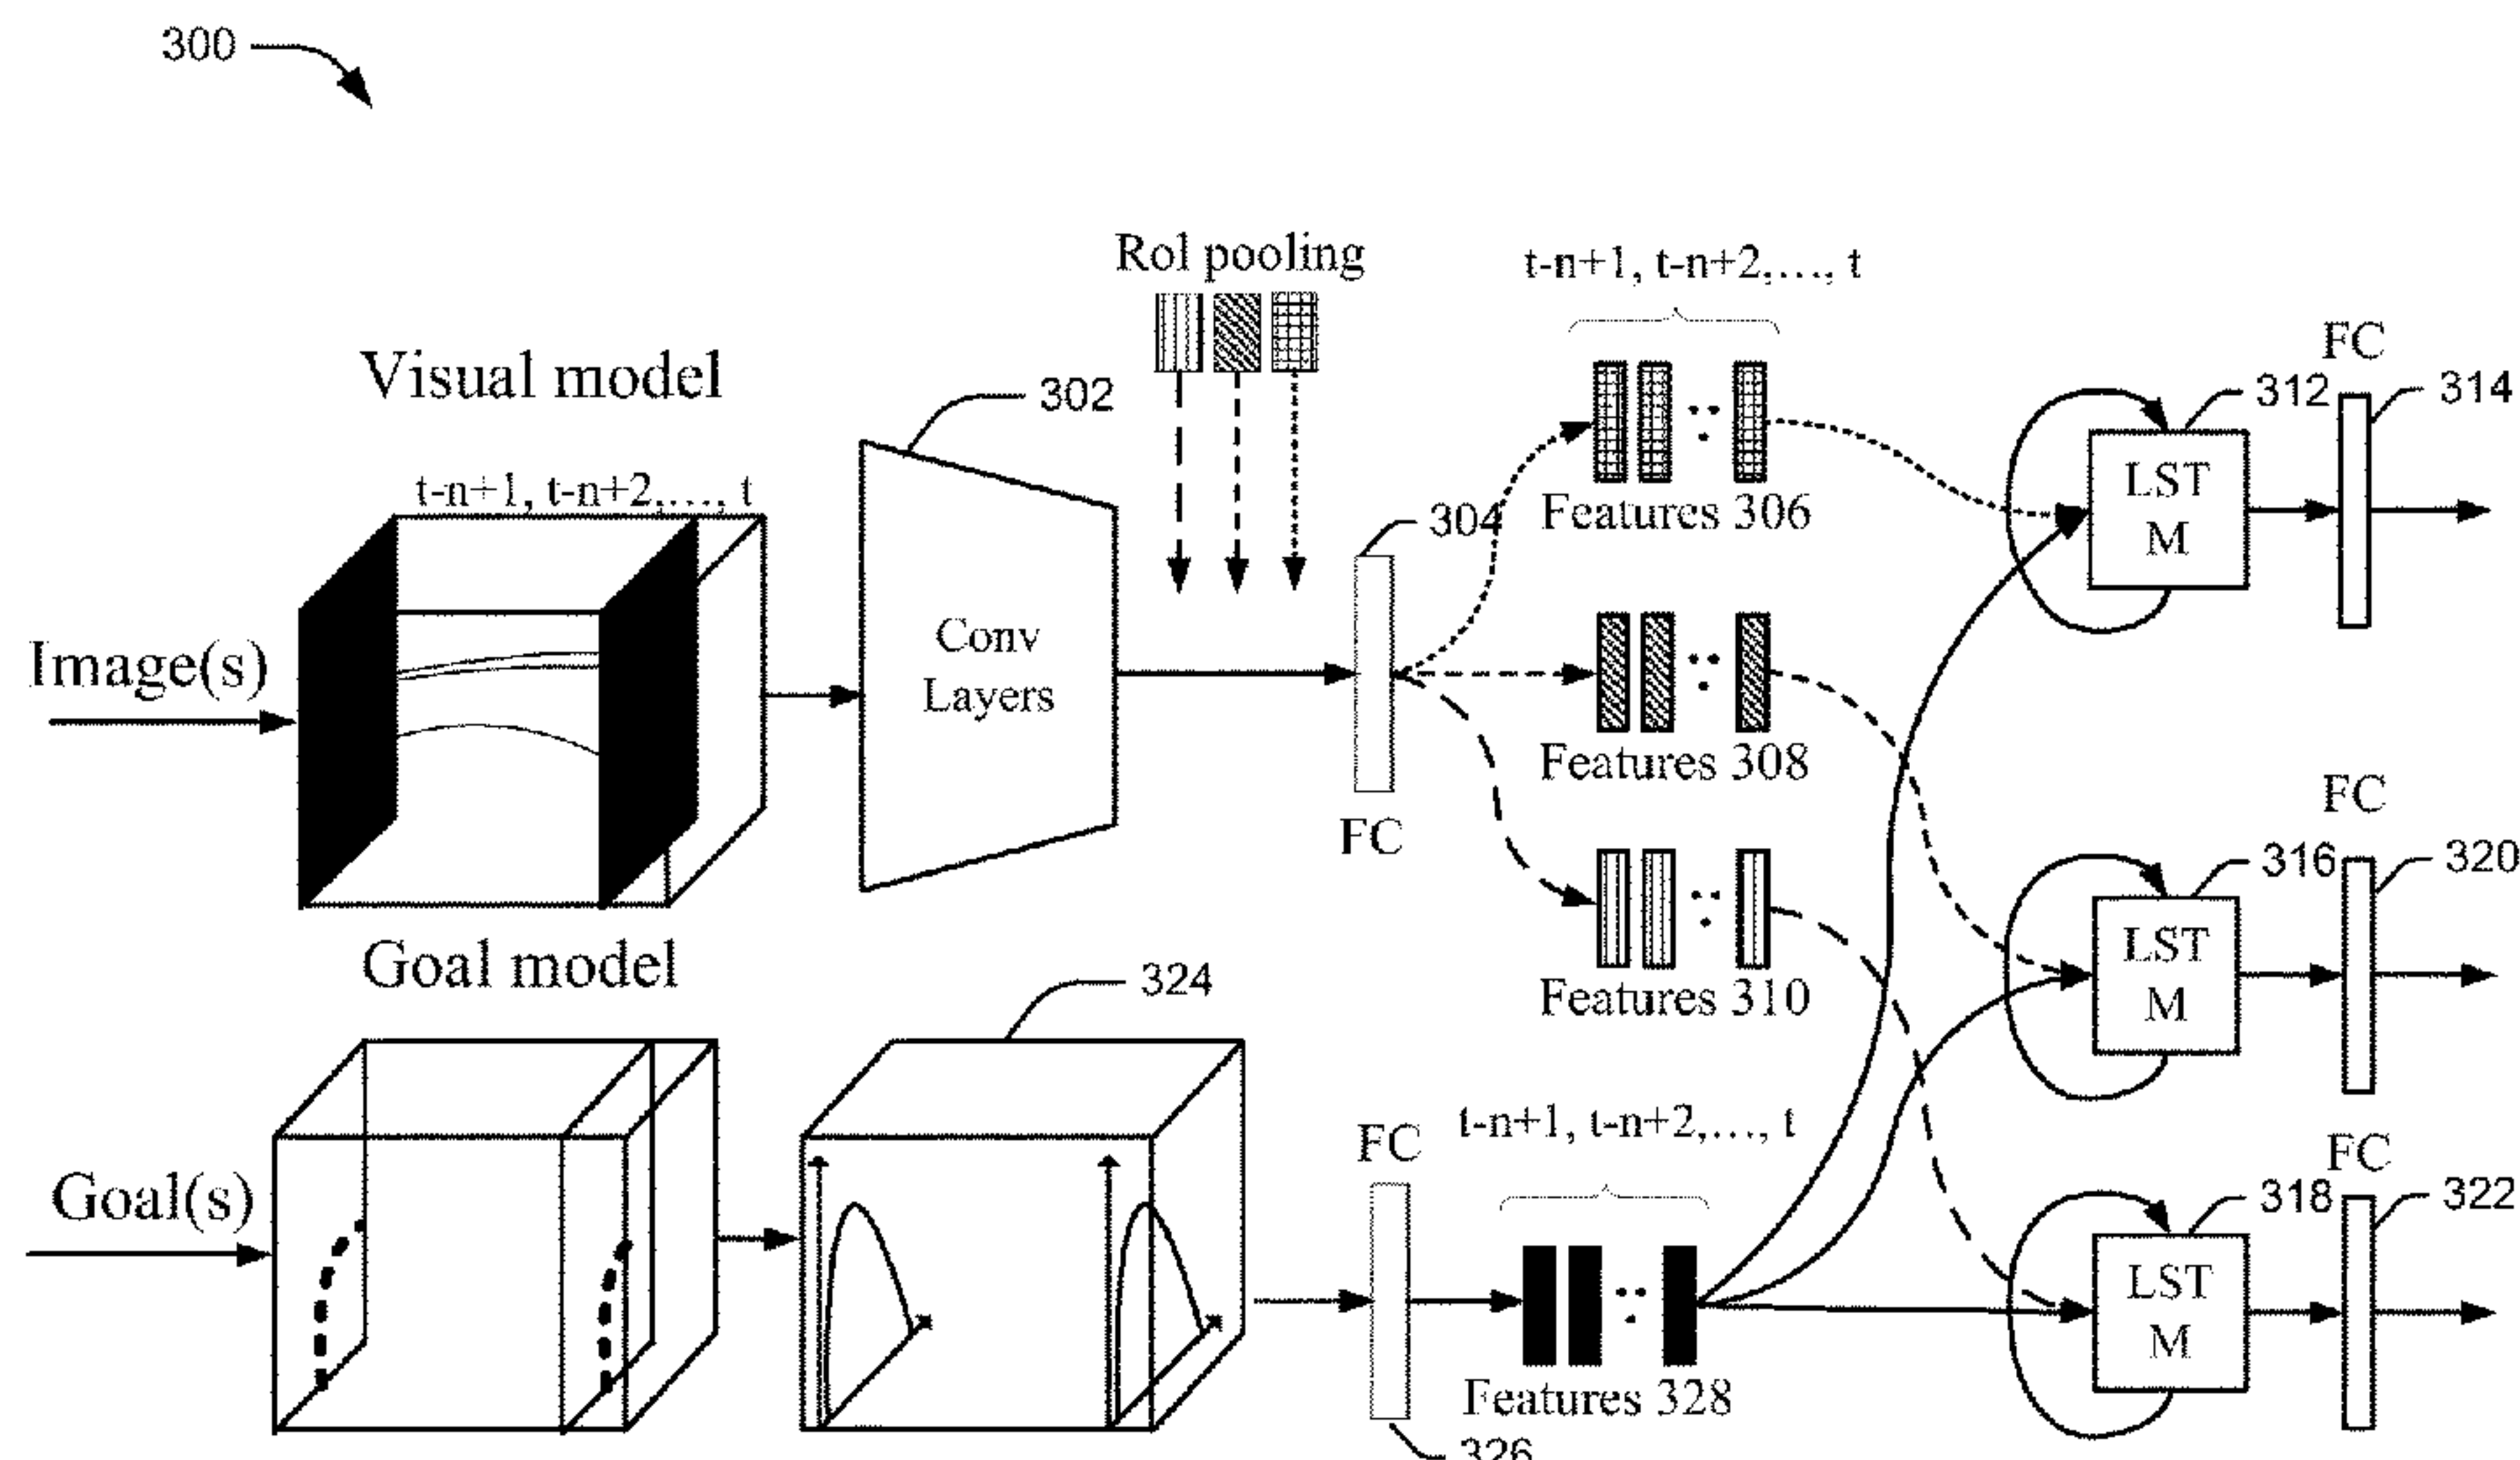 300
RoI pooling
t-n+1, t-n+2,…, t
FC
Visual model
302
312
314
t-n+1, t-n+2,…, t
LST
M
304
Features 306
Image(s)
Conv
Layers
Features 308
FC
FC
316
320
Goal model
LST
M
324
Features 310
t-n+1, t-n+2,…, t
FC
FC
Goal(s)
318
322
LST
M
Features 328
326